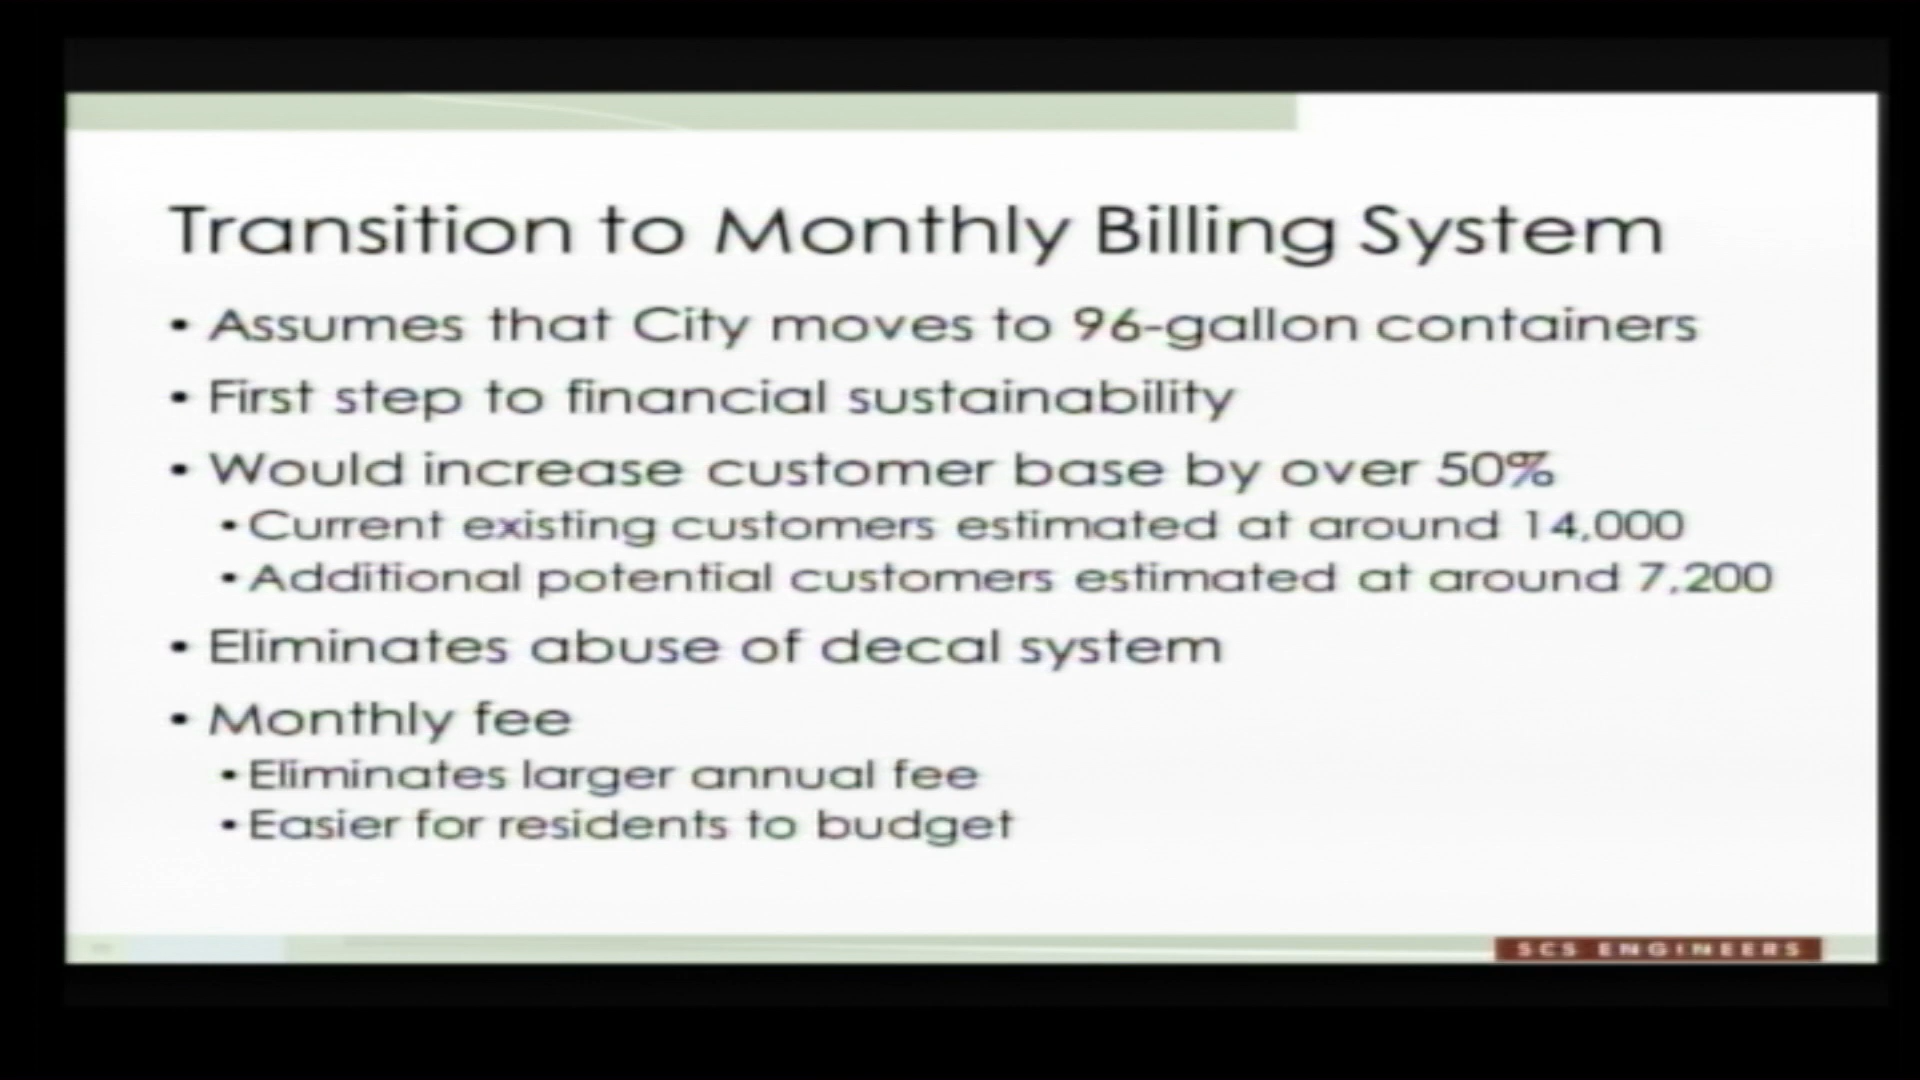 Transition to Monthly Billing System
• Assumes that City moves to 96-gallon containers
• First step to financial sustainability
• Would increase customer base by over 50%
• Current existing customers estimated at around 14,000
• Additional potential customers estimated at around 7,200
• Eliminates abuse of decal system
• Monthly fee
• Eliminates larger annual fee
• Easier for residents to budget
SCS ENGINEERS